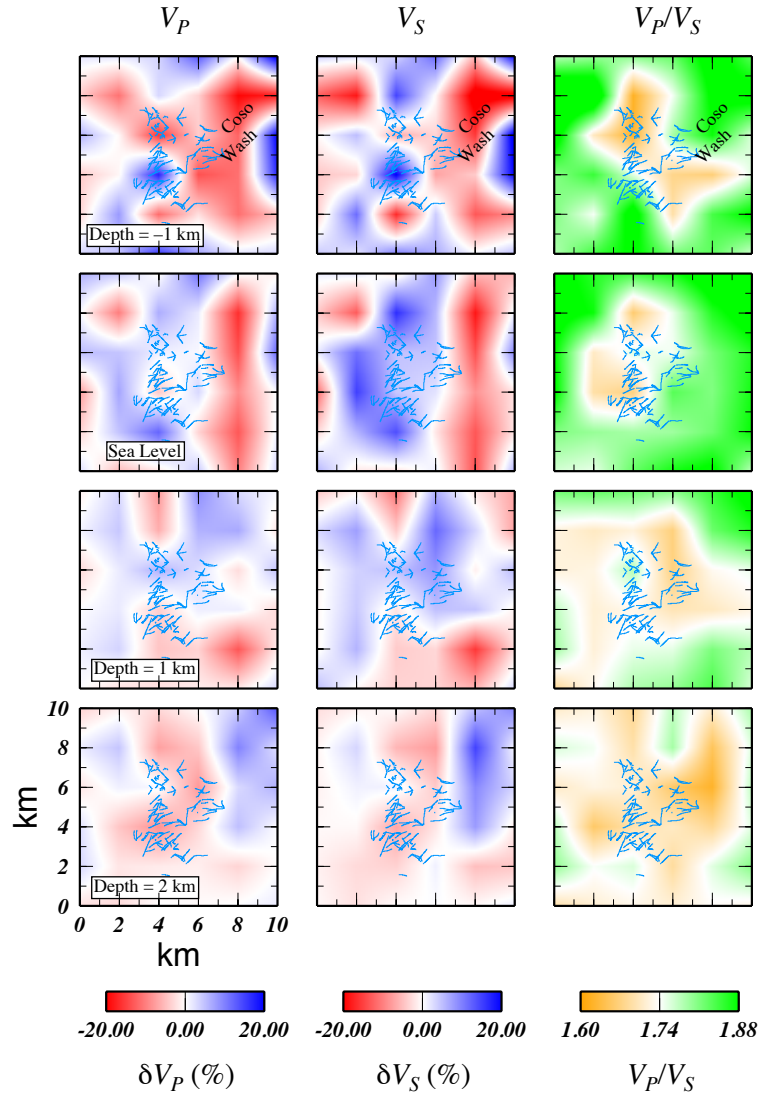 V_P V_S V_P/V_S
Coso
Wash
Coso
Wash
Coso
Wash
Depth = –1 km
Sea Level
Depth = 1 km
10
8
6
4
2
0
km
Depth = 2 km
0 2 4 6 8 10
km
-20.00 0.00 20.00 -20.00 0.00 20.00 1.60 1.74 1.88
δV_P (%) δV_S (%) V_P/V_S